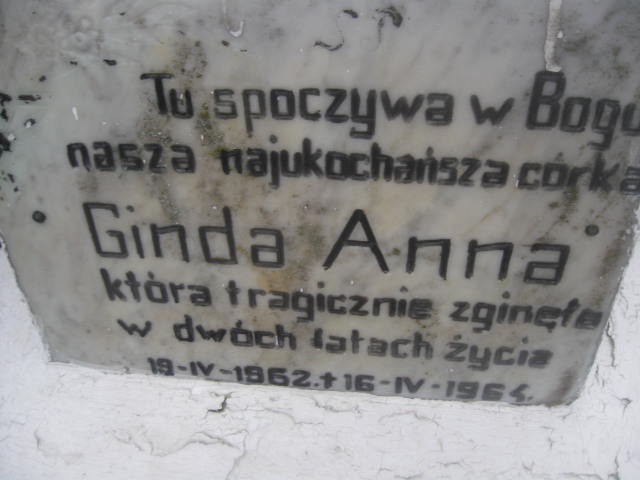 Tu spoczywa w Bogu
nasza najukochańsza córka
Ginda Anna
która tragicznie zginęła
w dwóch latach życia
19-IV-1962.+16-IV-1964.